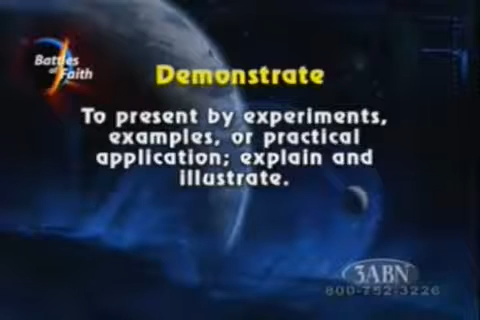 Battles
of Faith
Demonstrate
To present by experiments,
examples, or practical
application; explain and
illustrate.
3ABN
800-752-3226